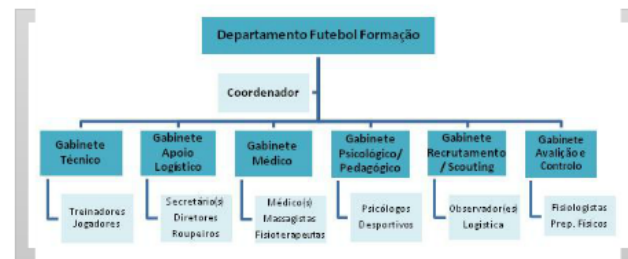 Departamento Futebol Formação
Coordenador
Gabinete
Técnico
Gabinete
Apoio
Logístico
Gabinete
Médico
Gabinete
Psicológico/
Pedagógico
Gabinete
Recrutamento
/ Scouting
Gabinete
Avalição e
Controlo
Treinadores
Jogadores
Secretário(s)
Diretores
Roupeiros
Médico(s)
Massagistas
Fisioterapeutas
Psicólogos
Desportivos
Observador(es)
Logística
Fisiologistas
Prep. Físicos